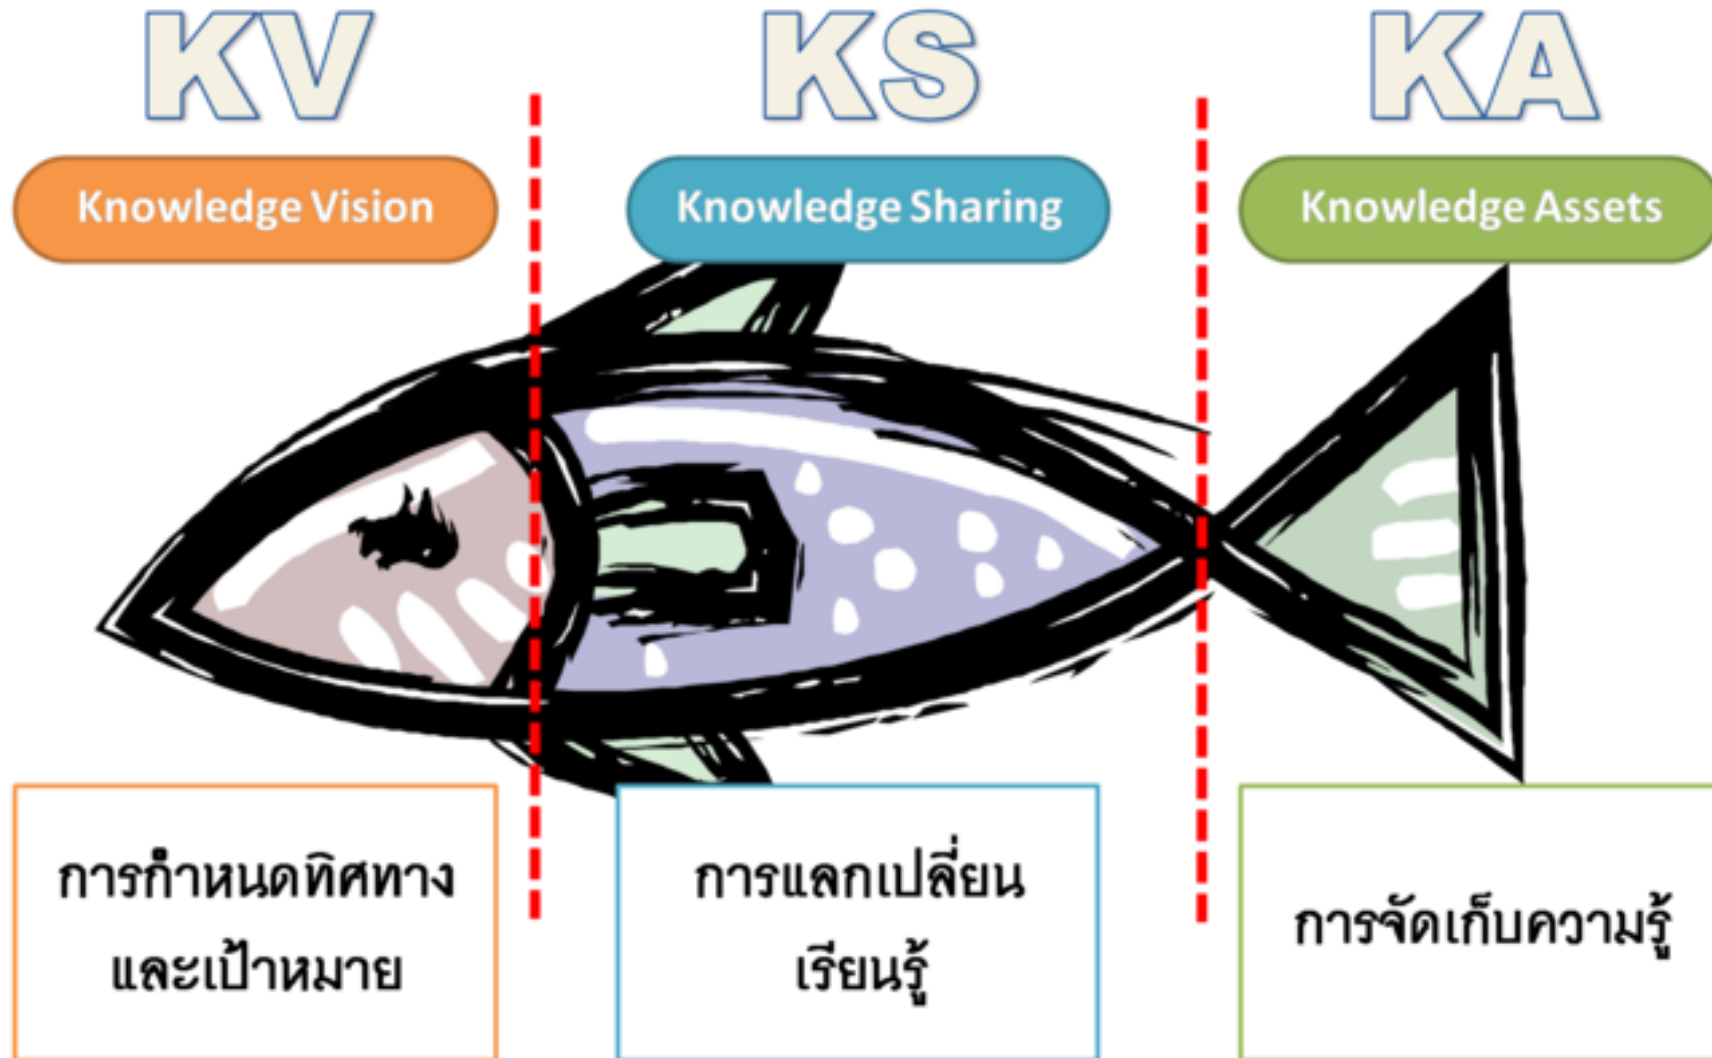 KV
KS
KA
Knowledge Vision
Knowledge Sharing
Knowledge Assets
การกำหนดทิศทาง
และเป้าหมาย
การแลกเปลี่ยน
เรียนรู้
การจัดเก็บความรู้